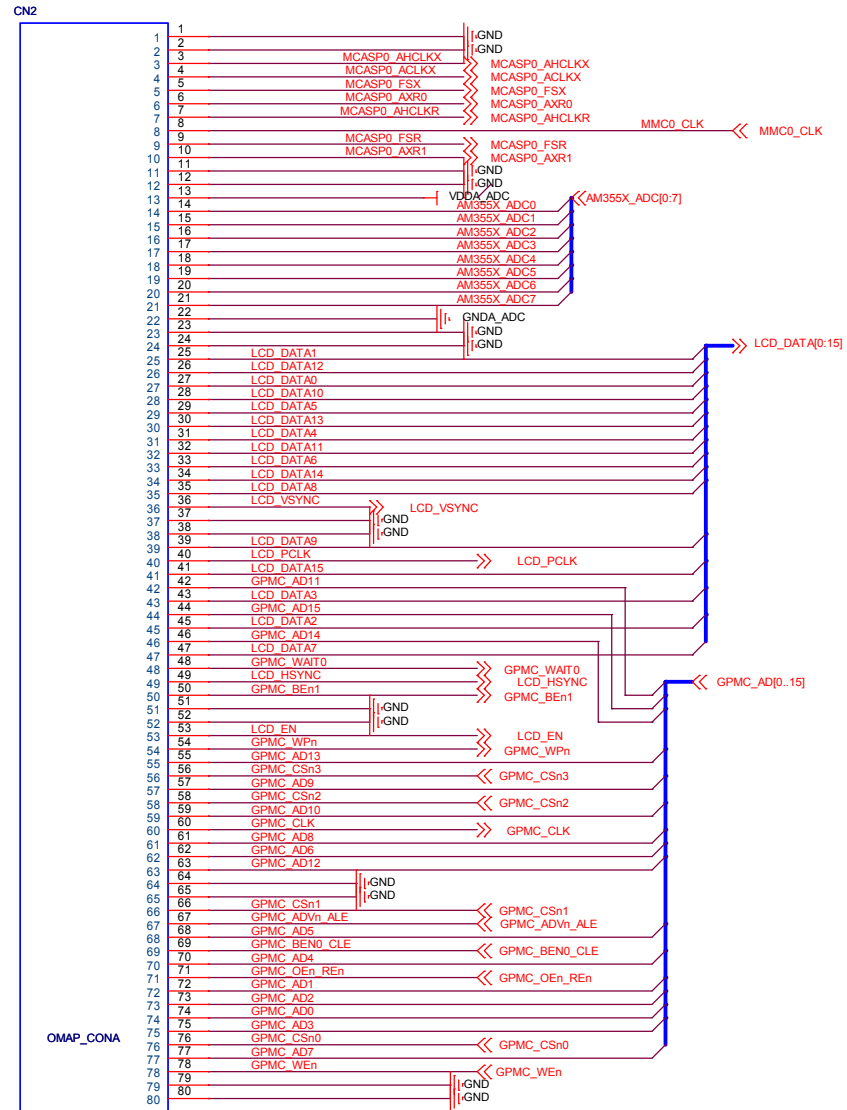 CN2
1 1 GND
2 2 GND
3 3 MCASP0_AHCLKX MCASP0_AHCLKX
4 4 MCASP0_ACLKX MCASP0_ACLKX
5 5 MCASP0_FSX MCASP0_FSX
6 6 MCASP0_AXR0 MCASP0_AXR0
7 7 MCASP0_AHCLKR MCASP0_AHCLKR
8 8 MMC0_CLK MMC0_CLK
9 9 MCASP0_FSR MCASP0_FSR
10 10 MCASP0_AXR1 MCASP0_AXR1
11 11 GND
12 12 GND
13 13 VDDA_ADC AM355X_ADC[0:7]
14 14 AM355X_ADC0
15 15 AM355X_ADC1
16 16 AM355X_ADC2
17 17 AM355X_ADC3
18 18 AM355X_ADC4
19 19 AM355X_ADC5
20 20 AM355X_ADC6
21 21 AM355X_ADC7
22 22 GNDA_ADC
23 23 GND
24 24 GND LCD_DATA[0:15]
25 25 LCD_DATA1
26 26 LCD_DATA12
27 27 LCD_DATA0
28 28 LCD_DATA10
29 29 LCD_DATA5
30 30 LCD_DATA13
31 31 LCD_DATA4
32 32 LCD_DATA11
33 33 LCD_DATA6
34 34 LCD_DATA14
35 35 LCD_DATA8
36 36 LCD_VSYNC LCD_VSYNC
37 37 GND
38 38 GND
39 39 LCD_DATA9
40 40 LCD_PCLK LCD_PCLK
41 41 LCD_DATA15
42 42 GPMC_AD11
43 43 LCD_DATA3
44 44 GPMC_AD15
45 45 LCD_DATA2
46 46 GPMC_AD14
47 47 LCD_DATA7
48 48 GPMC_WAIT0 GPMC_WAIT0
49 49 LCD_HSYNC LCD_HSYNC GPMC_AD[0..15]
50 50 GPMC_BEn1 GPMC_BEn1
51 51 GND
52 52 GND
53 53 LCD_EN LCD_EN
54 54 GPMC_WPn GPMC_WPn
55 55 GPMC_AD13
56 56 GPMC_CSn3 GPMC_CSn3
57 57 GPMC_AD9
58 58 GPMC_CSn2 GPMC_CSn2
59 59 GPMC_AD10
60 60 GPMC_CLK GPMC_CLK
61 61 GPMC_AD8
62 62 GPMC_AD6
63 63 GPMC_AD12
64 64 GND
65 65 GND
66 66 GPMC_CSn1 GPMC_CSn1
67 67 GPMC_ADVn_ALE GPMC_ADVn_ALE
68 68 GPMC_AD5
69 69 GPMC_BEN0_CLE GPMC_BEN0_CLE
70 70 GPMC_AD4
71 71 GPMC_OEn_REn GPMC_OEn_REn
72 72 GPMC_AD1
73 73 GPMC_AD2
74 74 GPMC_AD0
75 75 GPMC_AD3
OMAP_CONA
76 76 GPMC_CSn0 GPMC_CSn0
77 77 GPMC_AD7
78 78 GPMC_WEn GPMC_WEn
79 79 GND
80 80 GND